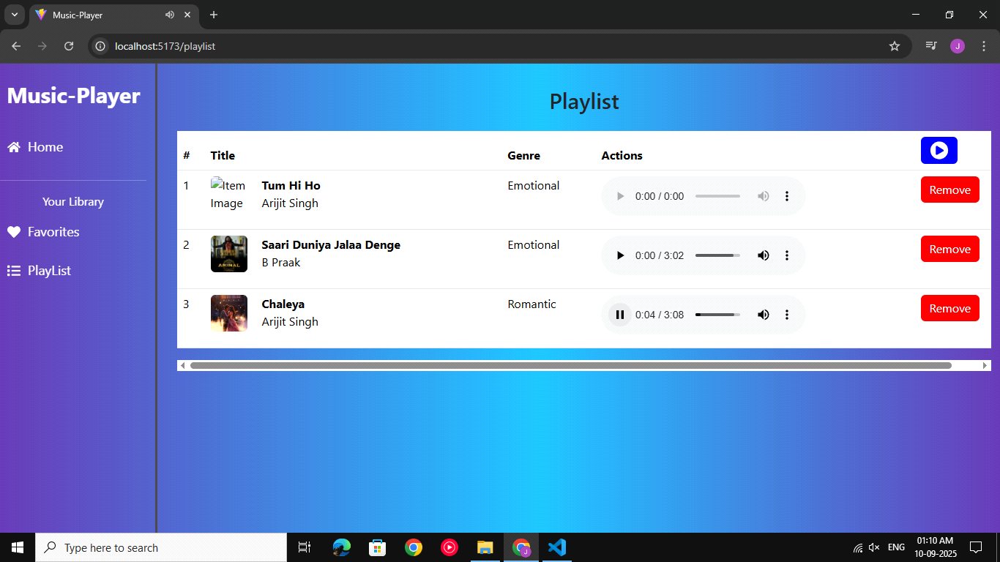 Music-Player
localhost:5173/playlist
J
Music-Player
Home
Your Library
Favorites
PlayList
Playlist
# Title Genre Actions
1 Item Image Tum Hi Ho Emotional 0:00 / 0:00 Remove
Arijit Singh
2 Saari Duniya Jalaa Denge Emotional 0:00 / 3:02 Remove
B Praak
ANIMAL
3 Chaleya Romantic 0:04 / 3:08 Remove
Arijit Singh
Type here to search
J
ENG
01:10 AM
10-09-2025